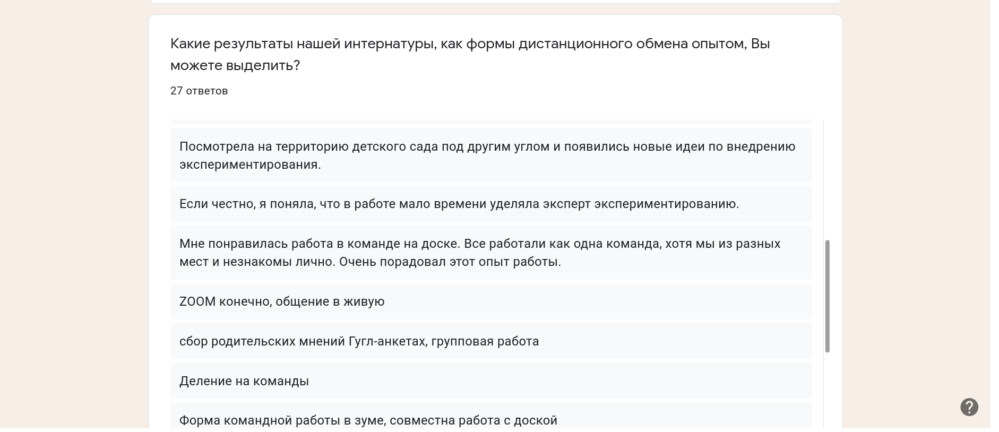 Какие результаты нашей интернатуры, как формы дистанционного обмена опытом, Вы
можете выделить?
27 ответов
Посмотрела на территорию детского сада под другим углом и появились новые идеи по внедрению
экспериментирования.
Если честно, я поняла, что в работе мало времени уделяла эксперт экспериментированию.
Мне понравилась работа в команде на доске. Все работали как одна команда, хотя мы из разных
мест и незнакомы лично. Очень порадовал этот опыт работы.
ZOOM конечно, общение в живую
сбор родительских мнений Гугл-анкетах, групповая работа
Деление на команды
Форма командной работы в зуме, совместна работа с доской
?